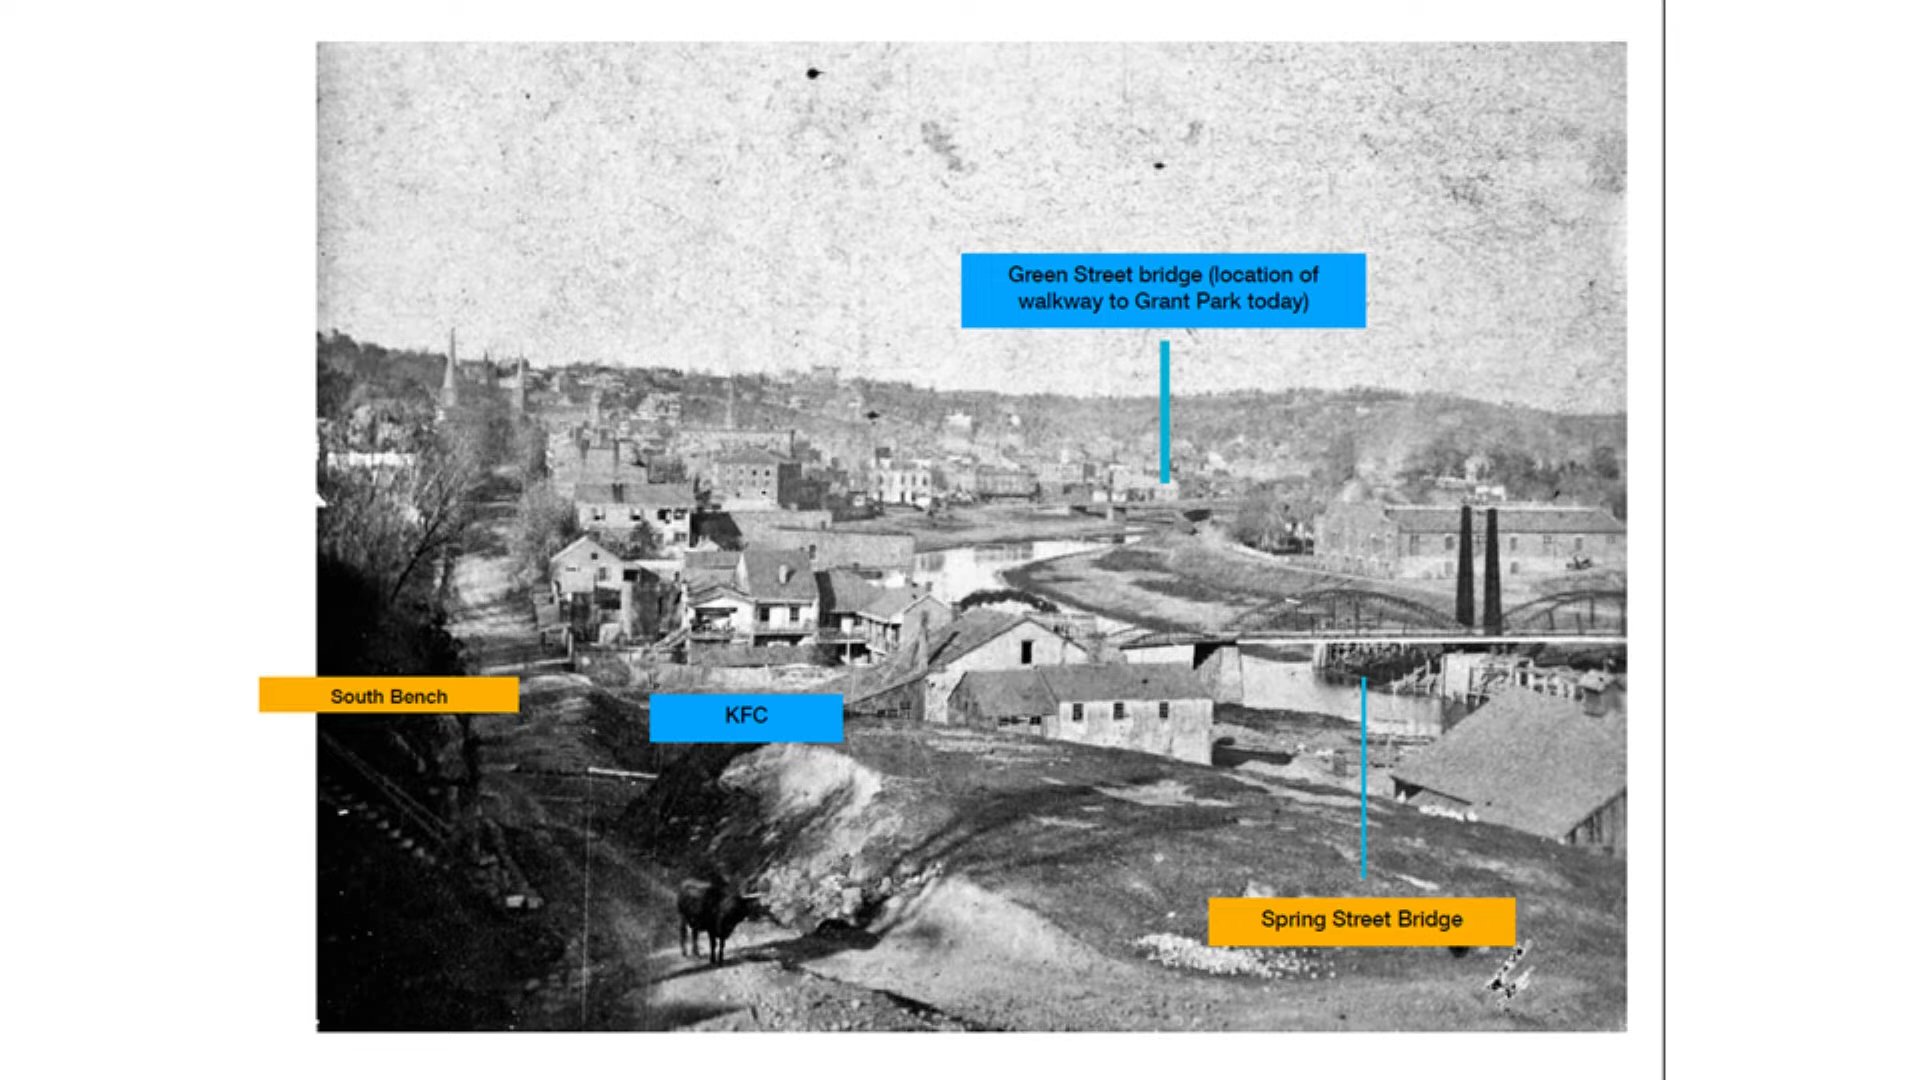 Green Street bridge (location of
walkway to Grant Park today)
South Bench
KFC
Spring Street Bridge